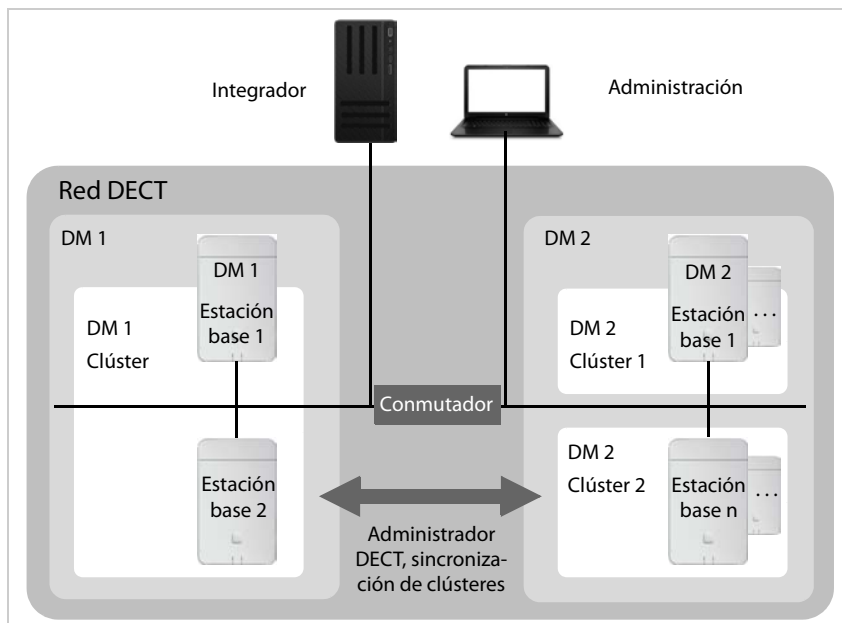 Integrador
Administración
Red DECT
DM 1
DM 1
Estación
base 1
DM 1
Clúster
Estación
base 2
Conmutador
Administrador
DECT, sincroniza-
ción de clústeres
DM 2
DM 2
Estación
base 1
...
DM 2
Clúster 1
DM 2
Clúster 2
Estación
base n
...